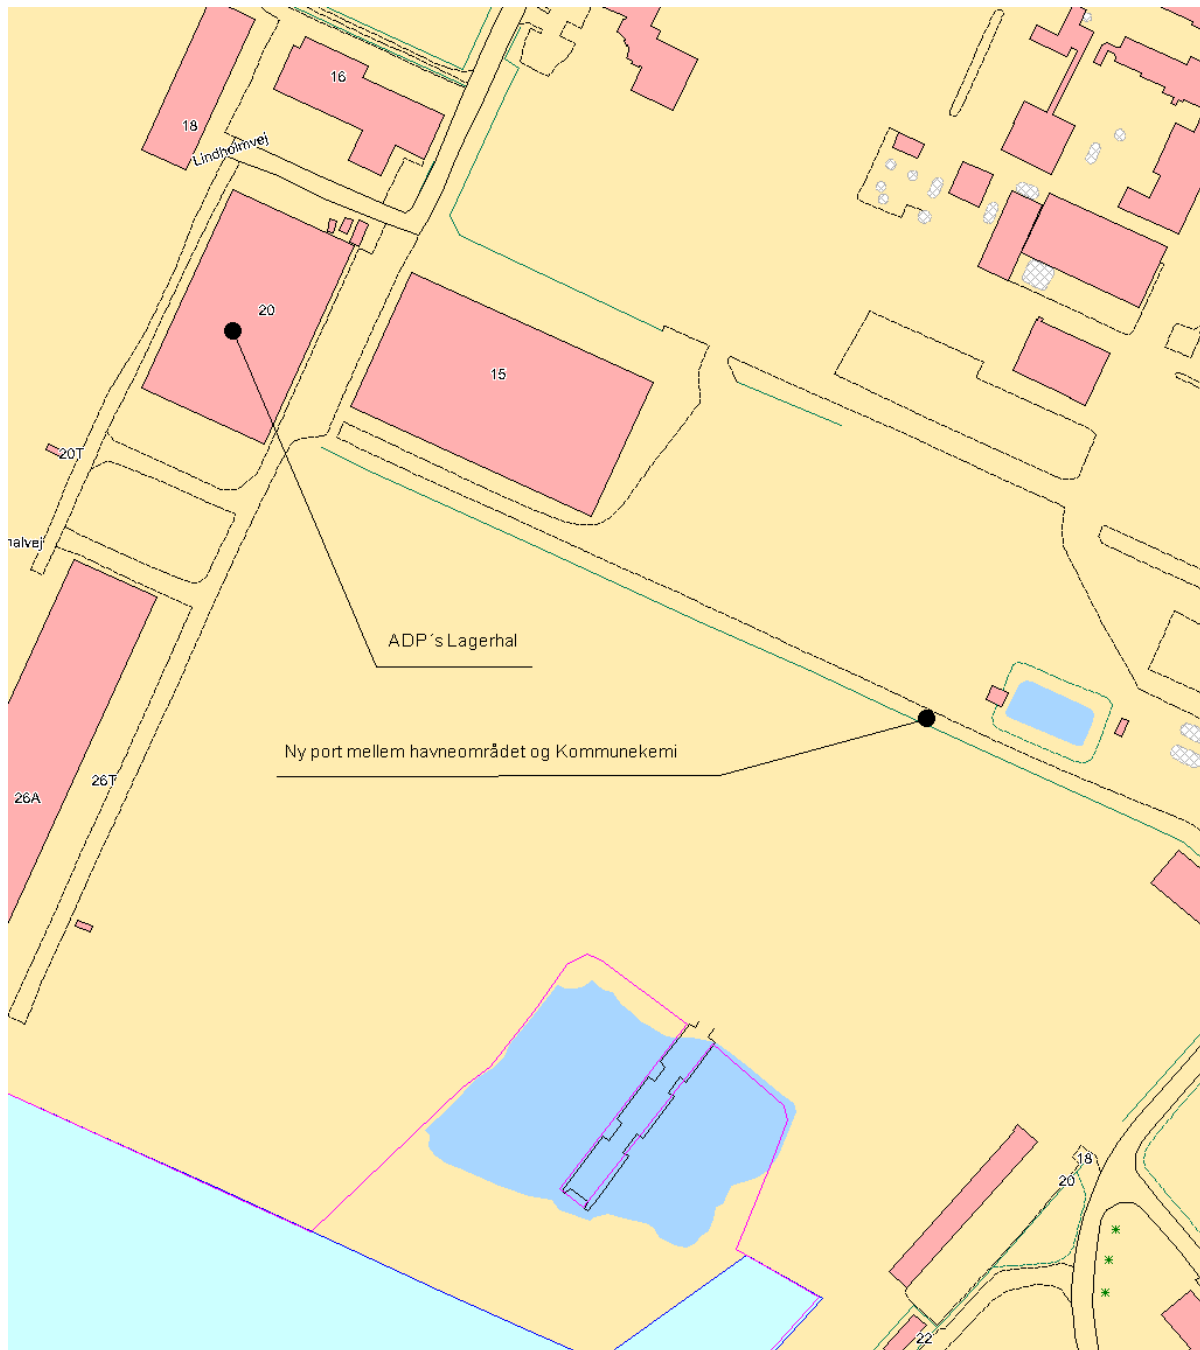 16
18
Lindholmvej
20
15
20T
nalvej
ADP´s Lagerhal
Ny port mellem havneområdet og Kommunekemi
26T
26A
18
20
22